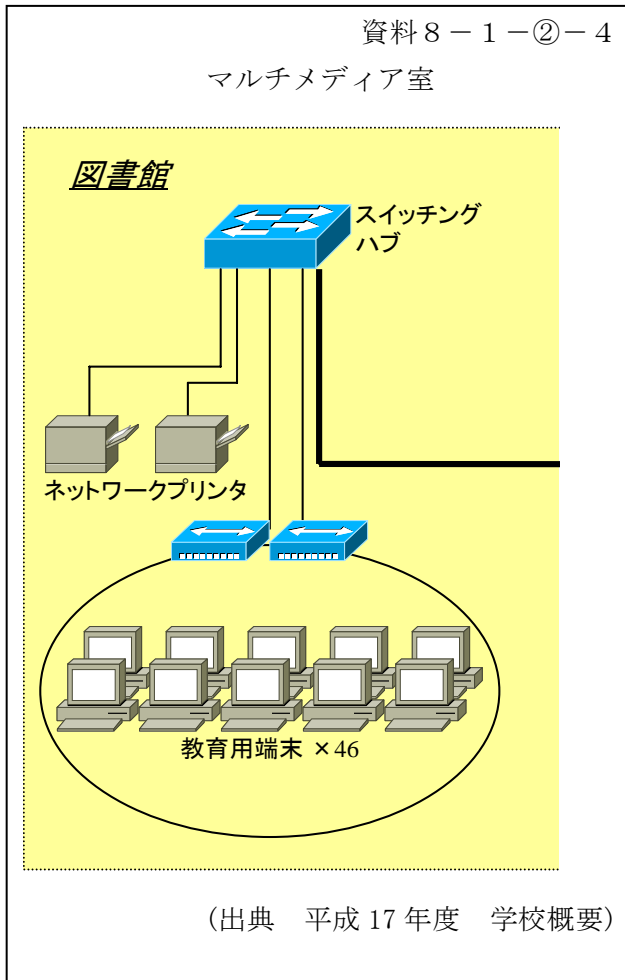 資料８－１－②－４
マルチメディア室
図書館
スイッチング
ハブ
ネットワークプリンタ
教育用端末 ×46
（出典　平成 17 年度　学校概要）